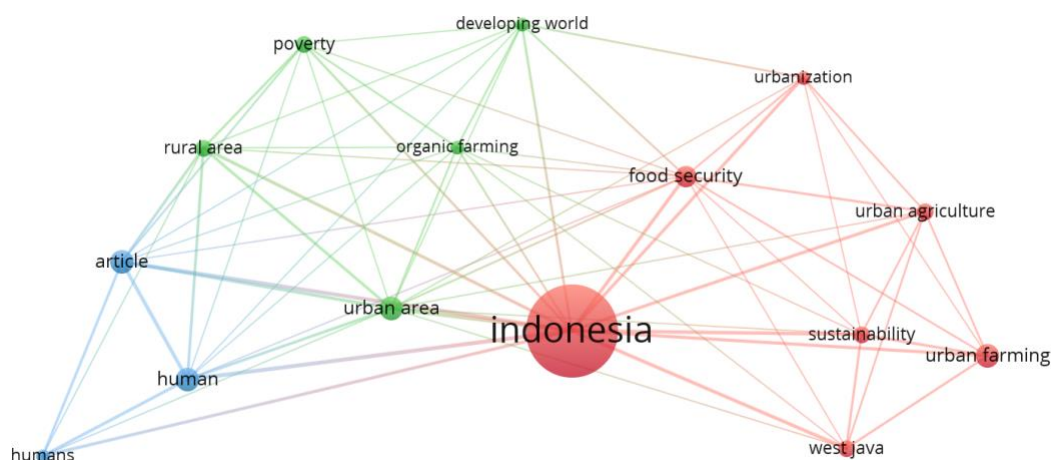 developing world
poverty
urbanization
rural area
organic farming
food security
urban agriculture
article
urban area
indonesia
sustainability
urban farming
human
west java
humans